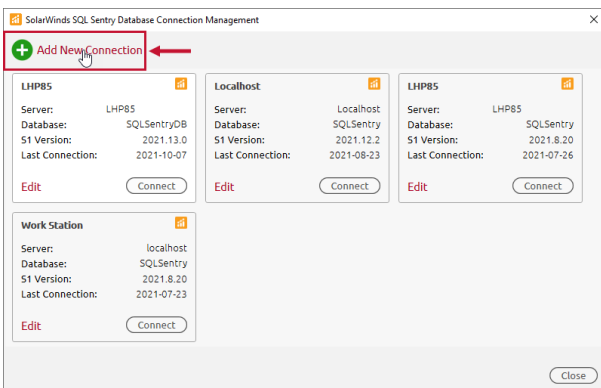 SolarWinds SQL Sentry Database Connection Management
Add New Connection
LHP85
Server: LHP85
Database: SQLSentryDB
S1 Version: 2021.13.0
Last Connection: 2021-10-07
Edit Connect
Localhost
Server: Localhost
Database: SQLSentry
S1 Version: 2021.12.2
Last Connection: 2021-08-23
Edit Connect
LHP85
Server: LHP85
Database: SQLSentry
S1 Version: 2021.8.20
Last Connection: 2021-07-26
Edit Connect
Work Station
Server: localhost
Database: SQLSentry
S1 Version: 2021.8.20
Last Connection: 2021-07-23
Edit Connect
Close